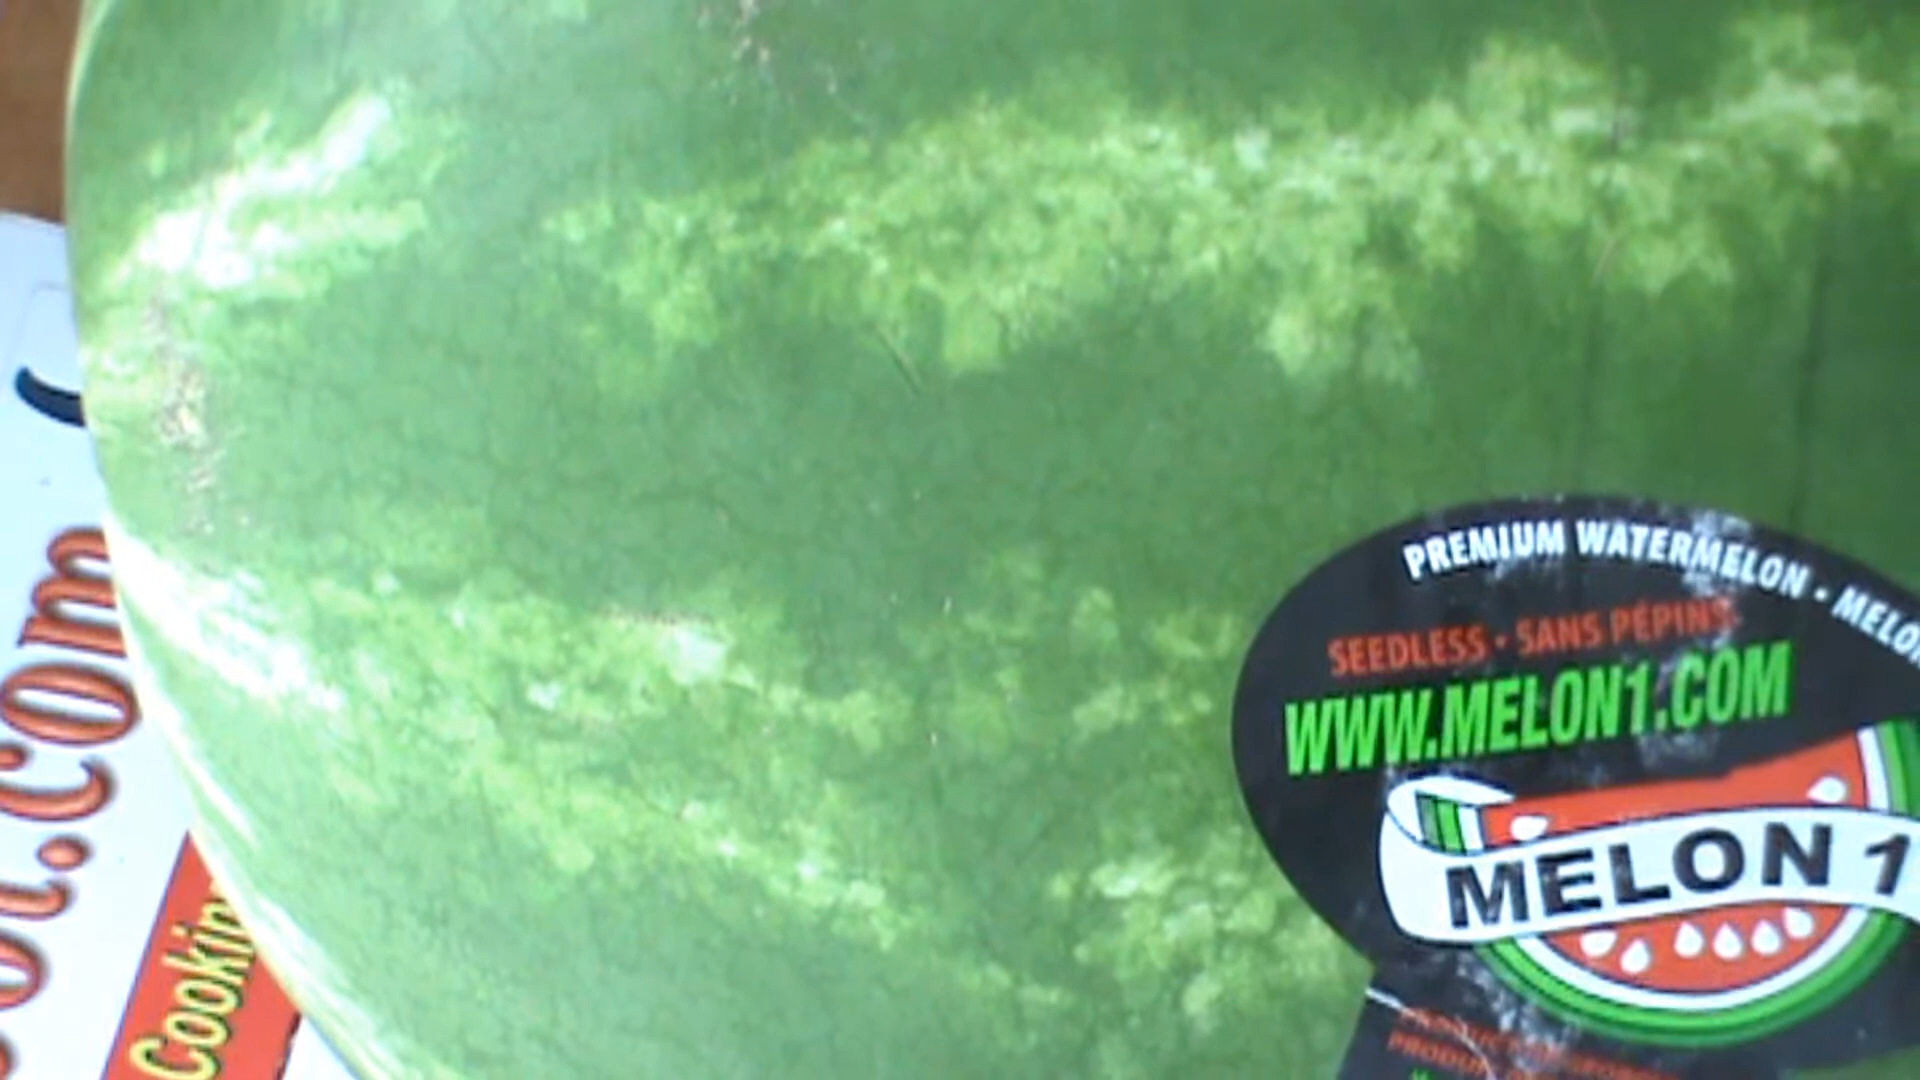 PREMIUM WATERMELON • MELON
SEEDLESS • SANS PÉPINS
WWW.MELON1.COM
MELON 1
.com
Cookin